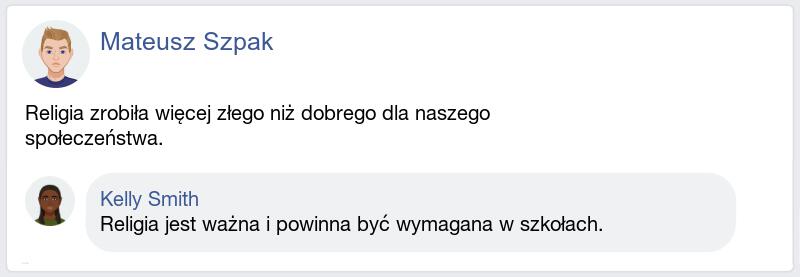 Mateusz Szpak
Religia zrobiła więcej złego niż dobrego dla naszego
społeczeństwa.
Kelly Smith
Religia jest ważna i powinna być wymagana w szkołach.